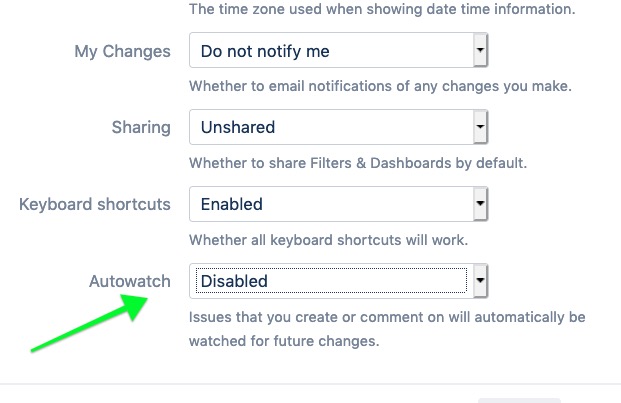 The time zone used when showing date time information.
My Changes Do not notify me
Whether to email notifications of any changes you make.
Sharing Unshared
Whether to share Filters & Dashboards by default.
Keyboard shortcuts Enabled
Whether all keyboard shortcuts will work.
Autowatch Disabled
Issues that you create or comment on will automatically be
watched for future changes.